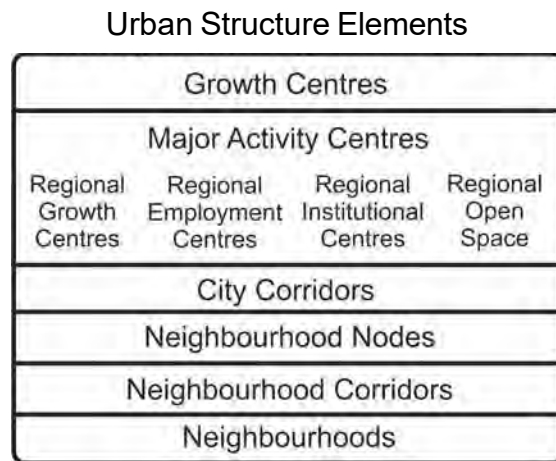 Urban Structure Elements
Growth Centres
Major Activity Centres
Regional Growth Centres
Regional Employment Centres
Regional Institutional Centres
Regional Open Space
City Corridors
Neighbourhood Nodes
Neighbourhood Corridors
Neighbourhoods